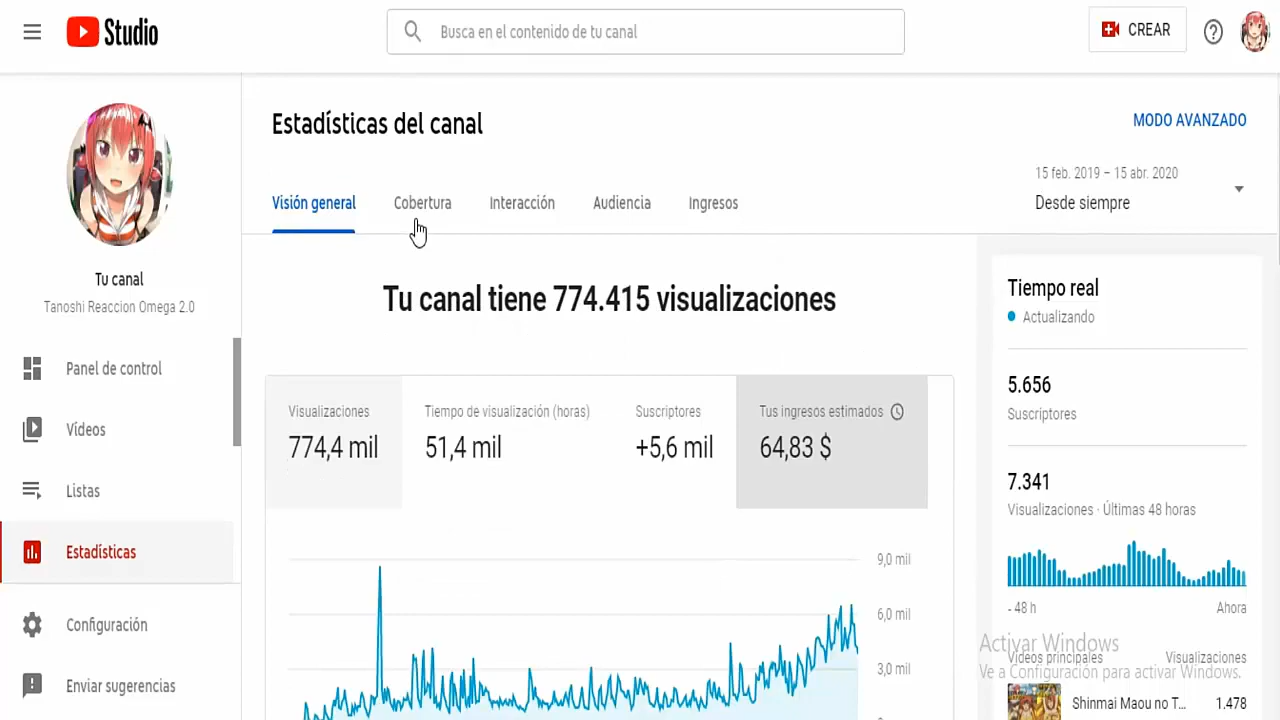 Studio
Busca en el contenido de tu canal
CREAR
Tu canal
Tanoshi Reaccion Omega 2.0
Panel de control
Vídeos
Listas
Estadísticas
Configuración
Enviar sugerencias
Estadísticas del canal
MODO AVANZADO
Visión general
Cobertura
Interacción
Audiencia
Ingresos
15 feb. 2019 – 15 abr. 2020
Desde siempre
Tu canal tiene 774.415 visualizaciones
Visualizaciones
774,4 mil
Tiempo de visualización (horas)
51,4 mil
Suscriptores
+5,6 mil
Tus ingresos estimados
64,83 $
9,0 mil
6,0 mil
3,0 mil
Tiempo real
Actualizando
5.656
Suscriptores
7.341
Visualizaciones · Últimas 48 horas
- 48 h
Ahora
Vídeos principales
Visualizaciones
Shinmai Maou no T...
1.478
Activar Windows
Ve a Configuración para activar Windows.